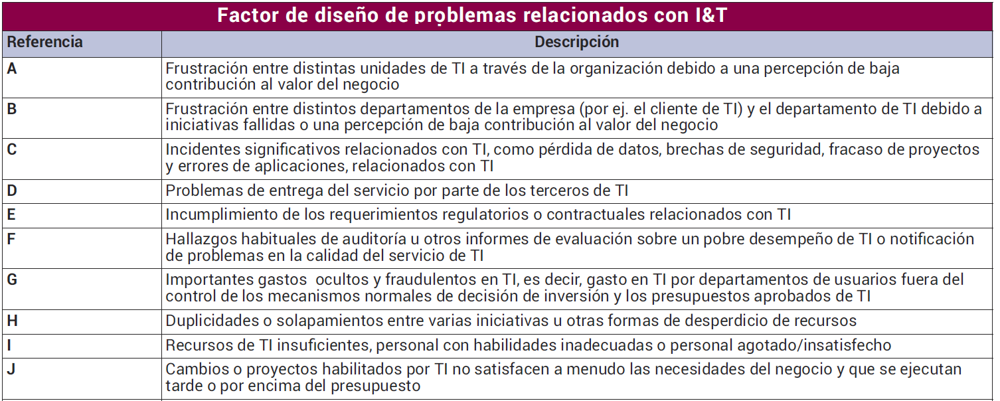 Factor de diseño de problemas relacionados con I&T
Referencia Descripción
A Frustración entre distintas unidades de TI a través de la organización debido a una percepción de baja
contribución al valor del negocio
B Frustración entre distintos departamentos de la empresa (por ej. el cliente de TI) y el departamento de TI debido a
iniciativas fallidas o una percepción de baja contribución al valor del negocio
C Incidentes significativos relacionados con TI, como pérdida de datos, brechas de seguridad, fracaso de proyectos
y errores de aplicaciones, relacionados con TI
D Problemas de entrega del servicio por parte de los terceros de TI
E Incumplimiento de los requerimientos regulatorios o contractuales relacionados con TI
F Hallazgos habituales de auditoría u otros informes de evaluación sobre un pobre desempeño de TI o notificación
de problemas en la calidad del servicio de TI
G Importantes gastos ocultos y fraudulentos en TI, es decir, gasto en TI por departamentos de usuarios fuera del
control de los mecanismos normales de decisión de inversión y los presupuestos aprobados de TI
H Duplicidades o solapamientos entre varias iniciativas u otras formas de desperdicio de recursos
I Recursos de TI insuficientes, personal con habilidades inadecuadas o personal agotado/insatisfecho
J Cambios o proyectos habilitados por TI no satisfacen a menudo las necesidades del negocio y que se ejecutan
tarde o por encima del presupuesto